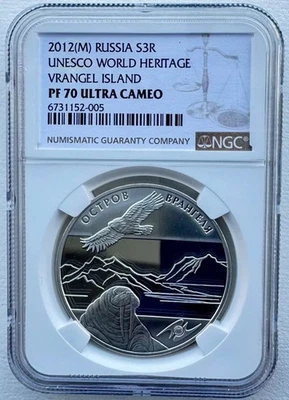 2012(M) RUSSIA S3R
UNESCO WORLD HERITAGE
VRANGEL ISLAND
PF 70 ULTRA CAMEO
6731152-005
NUMISMATIC GUARANTY COMPANY
NGC
ОСТРОВ ВРАНГЕЛЯ